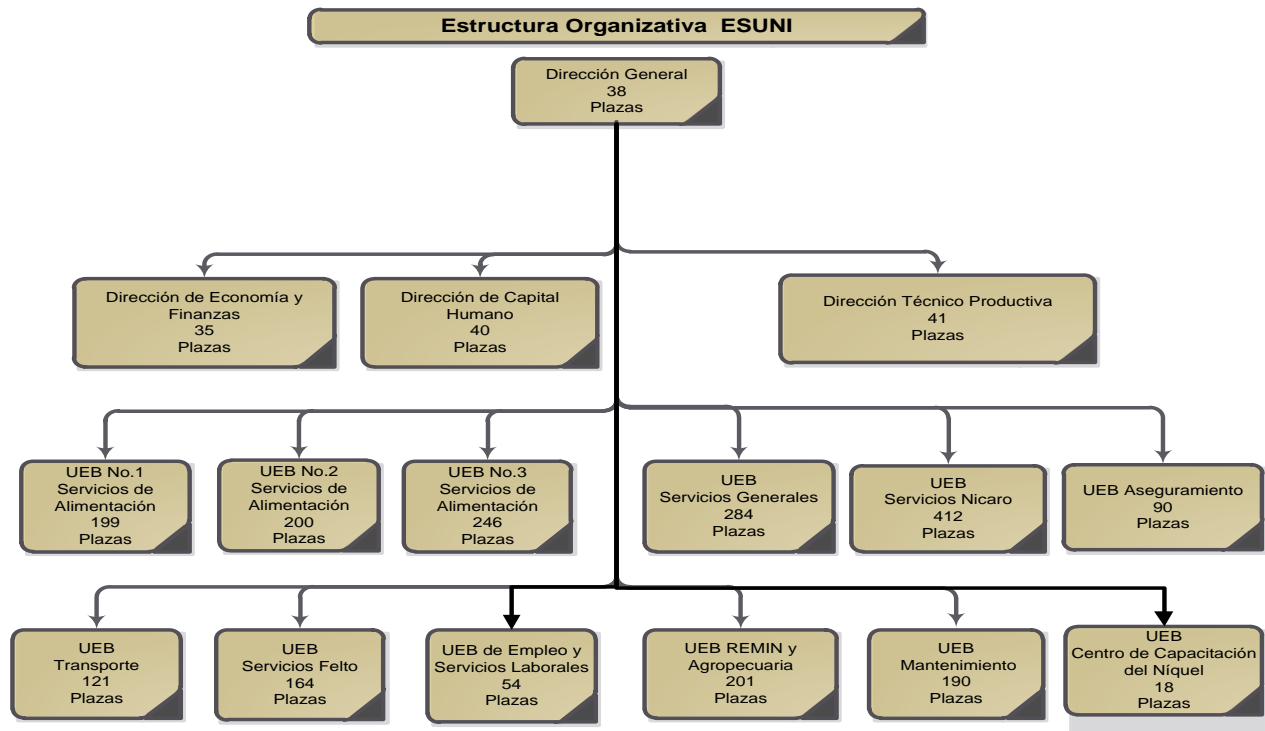 Estructura Organizativa ESUNI
Dirección General
38
Plazas
Dirección de Economía y
Finanzas
35
Plazas
Dirección de Capital
Humano
40
Plazas
Dirección Técnico Productiva
41
Plazas
UEB No.1
Servicios de
Alimentación
199
Plazas
UEB No.2
Servicios de
Alimentación
200
Plazas
UEB No.3
Servicios de
Alimentación
246
Plazas
UEB
Servicios Generales
284
Plazas
UEB
Servicios Nicaro
412
Plazas
UEB Aseguramiento
90
Plazas
UEB
Transporte
121
Plazas
UEB
Servicios Felto
164
Plazas
UEB de Empleo y
Servicios Laborales
54
Plazas
UEB REMIN y
Agropecuaria
201
Plazas
UEB
Mantenimiento
190
Plazas
UEB
Centro de Capacitación
del Níquel
18
Plazas